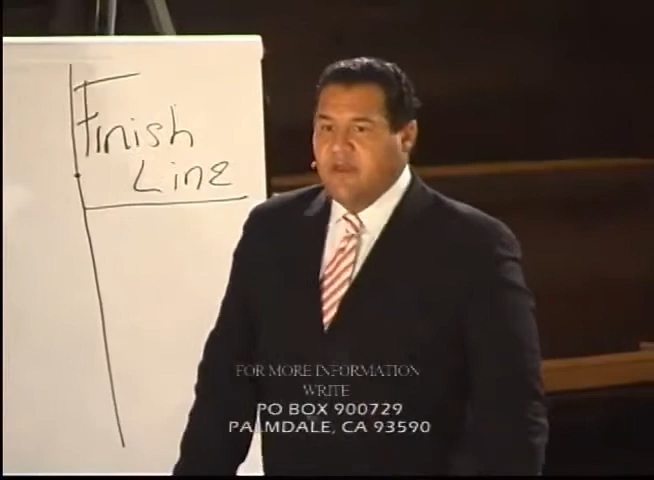 Finish
Line
FOR MORE INFORMATION
WRITE
PO BOX 900729
PALMDALE, CA 93590